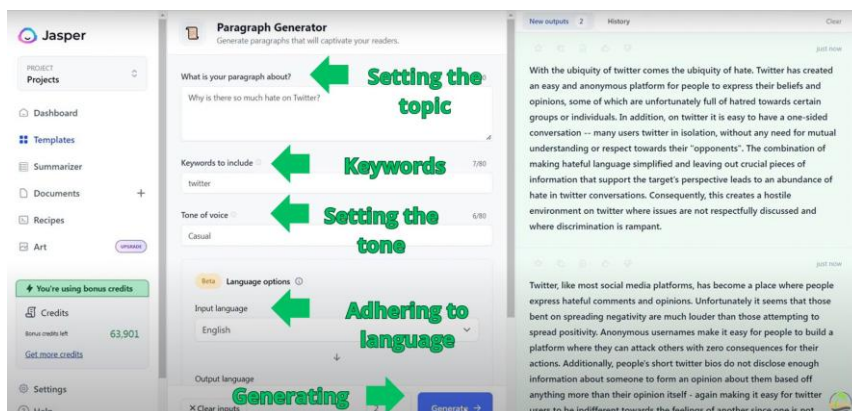 Jasper
PROJECT
Projects
Dashboard
Templates
Summarizer
Documents
Recipes
Art
UPGRADE
You're using bonus credits
Credits
Bonus credits left
63,901
Get more credits
Settings
Paragraph Generator
Generate paragraphs that will captivate your readers.
What is your paragraph about?
Setting the
topic
Why is there so much hate on Twitter?
Keywords to include
Keywords
7/80
twitter
Tone of voice
Setting the
tone
6/80
Casual
Beta Language options
Input language
Adhering to
language
English
Output language
Generating
X Clear inputs
2
Generate →
New outputs 2
History
Clear
just now
With the ubiquity of twitter comes the ubiquity of hate. Twitter has created
an easy and anonymous platform for people to express their beliefs and
opinions, some of which are unfortunately full of hatred towards certain
groups or individuals. In addition, on twitter it is easy to have a one-sided
conversation -- many users twitter in isolation, without any need for mutual
understanding or respect towards their "opponents". The combination of
making hateful language simplified and leaving out crucial pieces of
information that support the target's perspective leads to an abundance of
hate in twitter conversations. Consequently, this creates a hostile
environment on twitter where issues are not respectfully discussed and
where discrimination is rampant.
just now
Twitter, like most social media platforms, has become a place where people
express hateful comments and opinions. Unfortunately it seems that those
bent on spreading negativity are much louder than those attempting to
spread positivity. Anonymous usernames make it easy for people to build a
platform where they can attack others with zero consequences for their
actions. Additionally, people's short twitter bios do not disclose enough
information about someone to form an opinion about them based off
anything more than their opinion itself - again making it easy for twitter
users to be indifferent towards the feelings of another since one is not